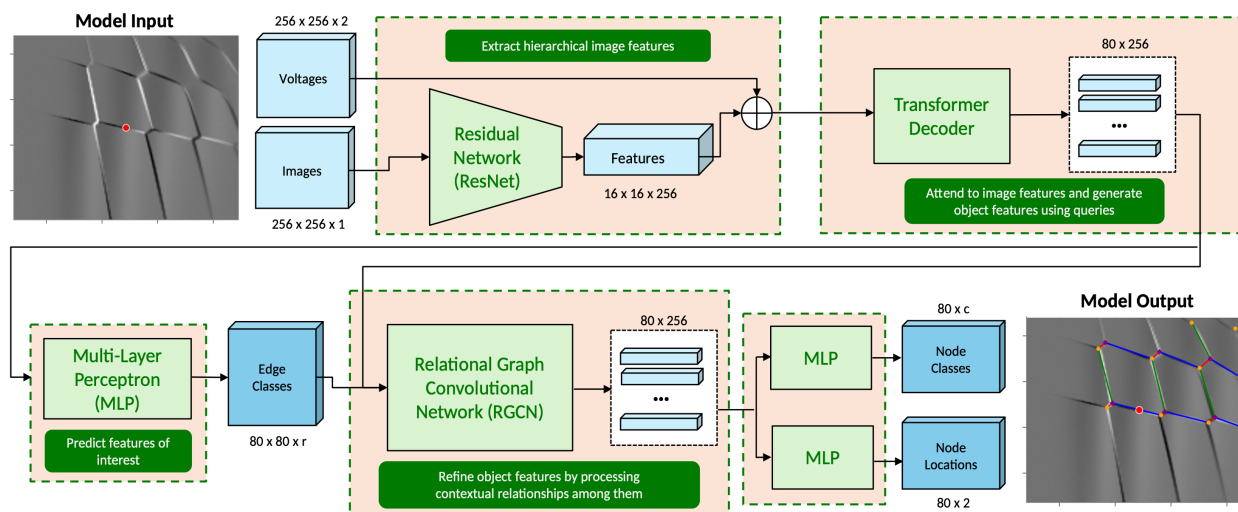 Model Input
256 x 256 x 2
Voltages
Images
256 x 256 x 1
Extract hierarchical image features
Residual
Network
(ResNet)
Features
16 x 16 x 256
Transformer
Decoder
80 x 256
...
Attend to image features and generate
object features using queries
Multi-Layer
Perceptron
(MLP)
Predict features of
interest
Edge
Classes
80 x 80 x r
Relational Graph
Convolutional
Network (RGCN)
80 x 256
...
Refine object features by processing
contextual relationships among them
MLP
MLP
80 x c
Node
Classes
Node
Locations
80 x 2
Model Output